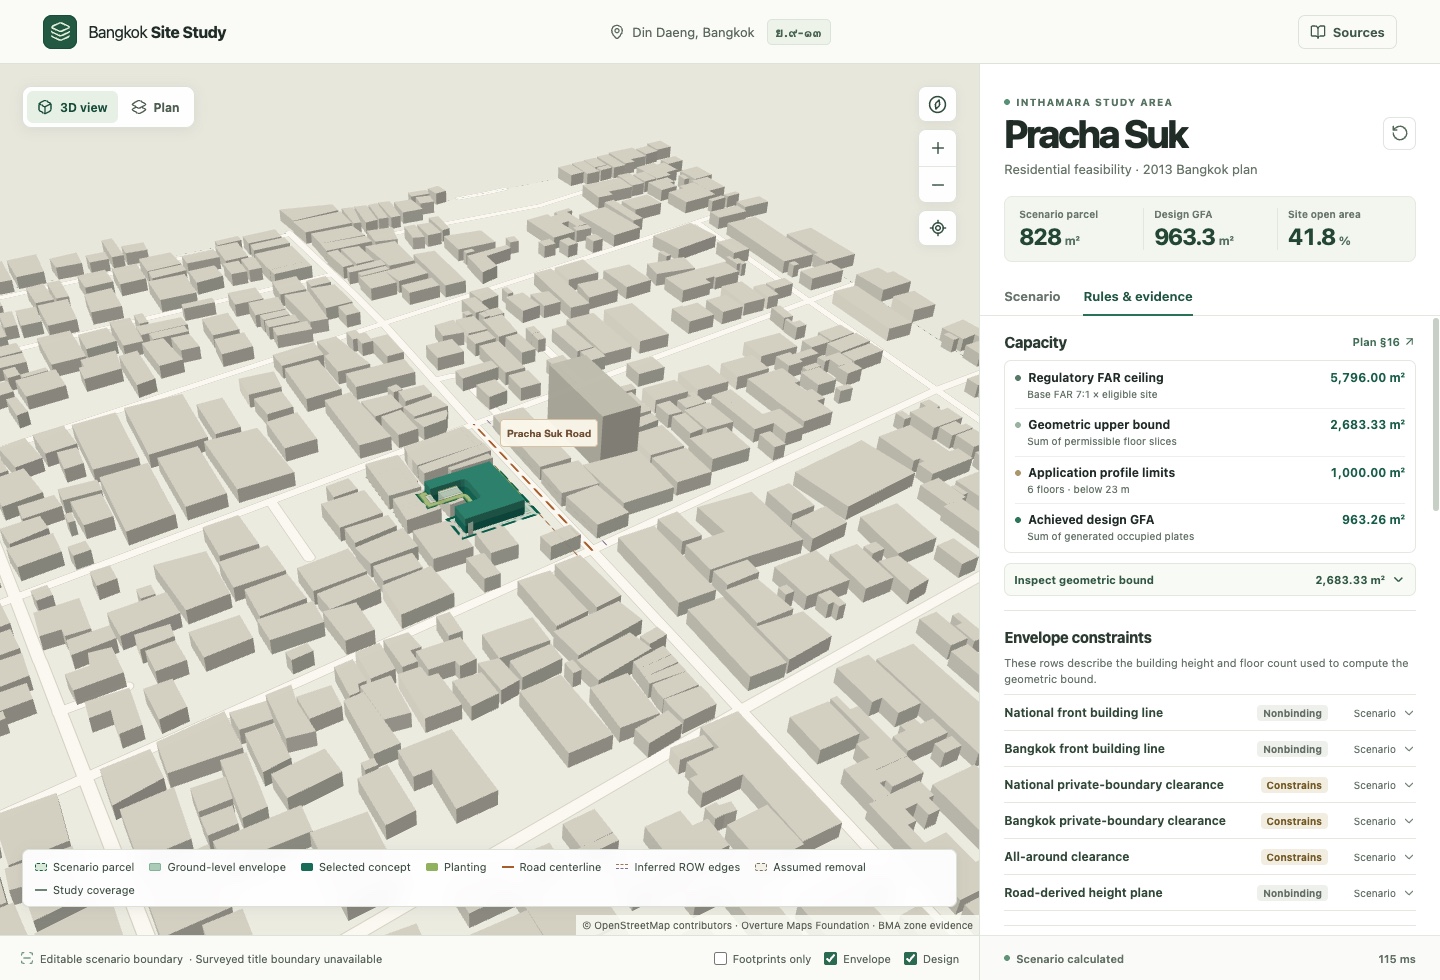 Bangkok Site Study
Din Daeng, Bangkok
ย.๙-๑๓
Sources
3D view
Plan
Pracha Suk Road
Scenario parcel
Ground-level envelope
Selected concept
Planting
Road centerline
Inferred ROW edges
Assumed removal
Study coverage
© OpenStreetMap contributors · Overture Maps Foundation · BMA zone evidence
Editable scenario boundary · Surveyed title boundary unavailable
Footprints only
Envelope
Design
INTHAMARA STUDY AREA
Pracha Suk
Residential feasibility · 2013 Bangkok plan
Scenario parcel
828 m²
Design GFA
963.3 m²
Site open area
41.8 %
Scenario
Rules & evidence
Capacity
Plan §16
Regulatory FAR ceiling
5,796.00 m²
Base FAR 7:1 × eligible site
Geometric upper bound
2,683.33 m²
Sum of permissible floor slices
Application profile limits
1,000.00 m²
6 floors · below 23 m
Achieved design GFA
963.26 m²
Sum of generated occupied plates
Inspect geometric bound
2,683.33 m²
Envelope constraints
These rows describe the building height and floor count used to compute the
geometric bound.
National front building line
Nonbinding
Scenario
Bangkok front building line
Nonbinding
Scenario
National private-boundary clearance
Constrains
Scenario
Bangkok private-boundary clearance
Constrains
Scenario
All-around clearance
Constrains
Scenario
Road-derived height plane
Nonbinding
Scenario
Scenario calculated
115 ms